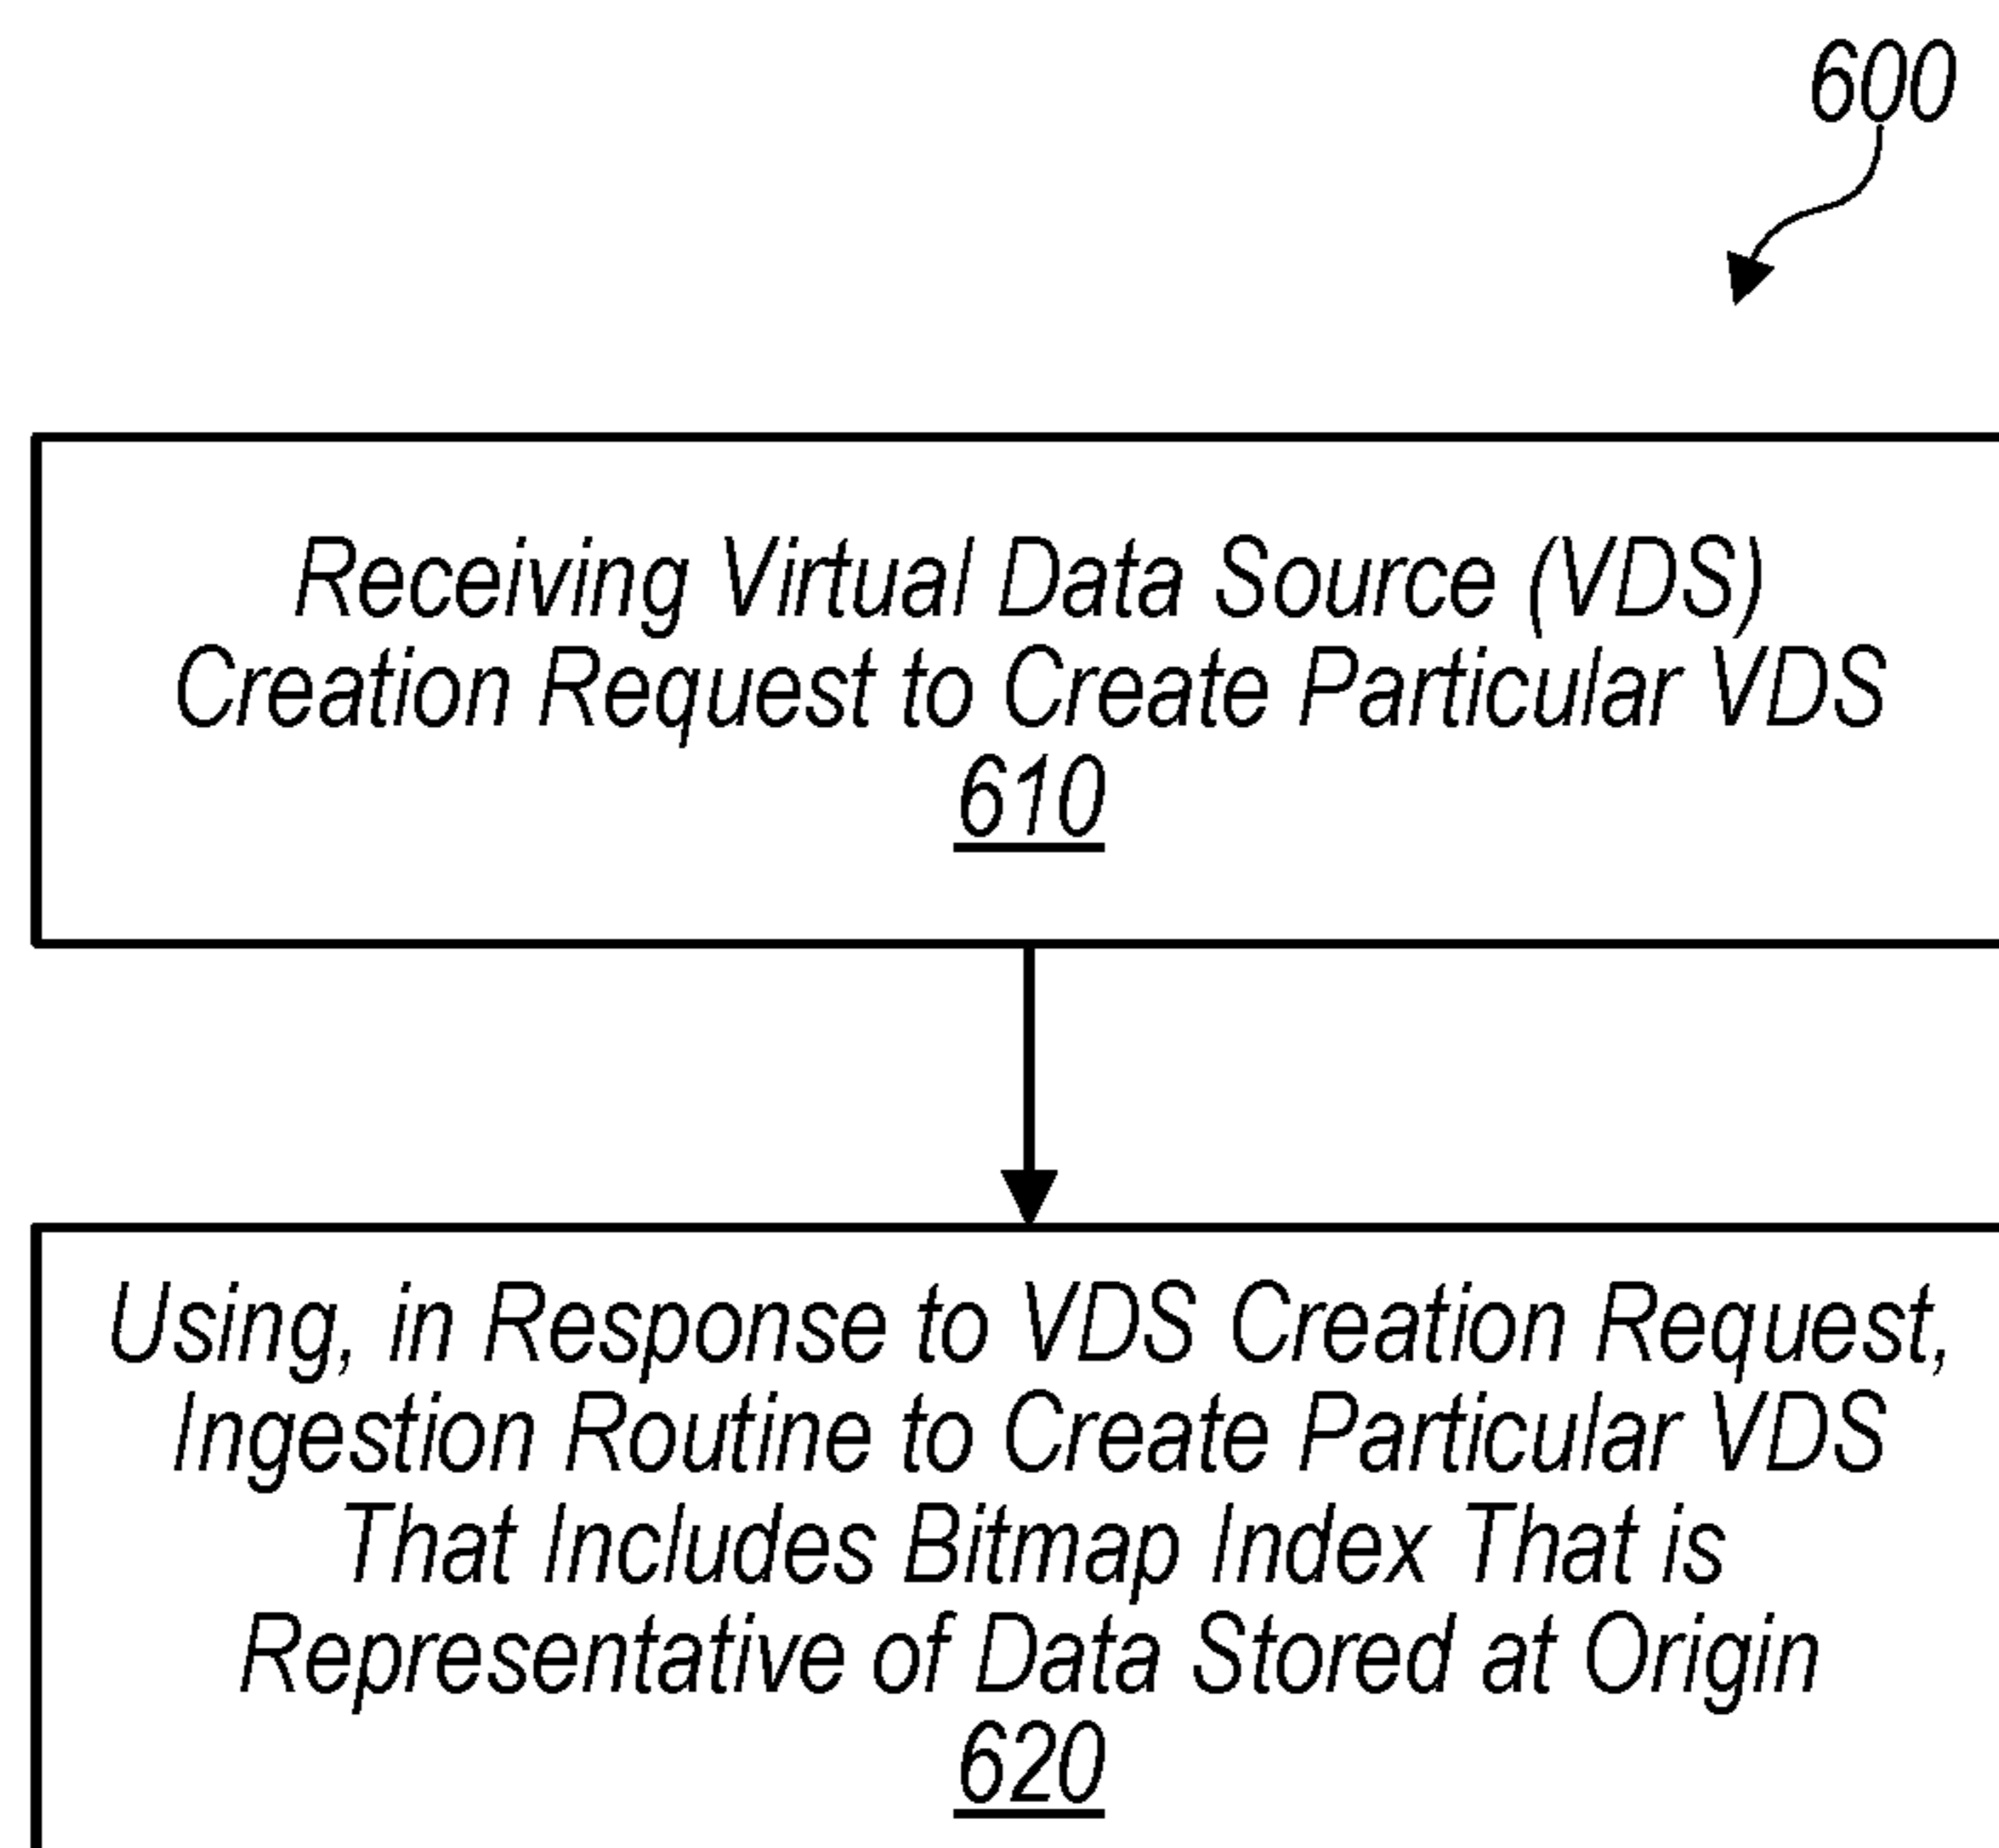 600
Receiving Virtual Data Source (VDS)
Creation Request to Create Particular VDS
610
Using, in Response to VDS Creation Request,
Ingestion Routine to Create Particular VDS
That Includes Bitmap Index That is
Representative of Data Stored at Origin
620